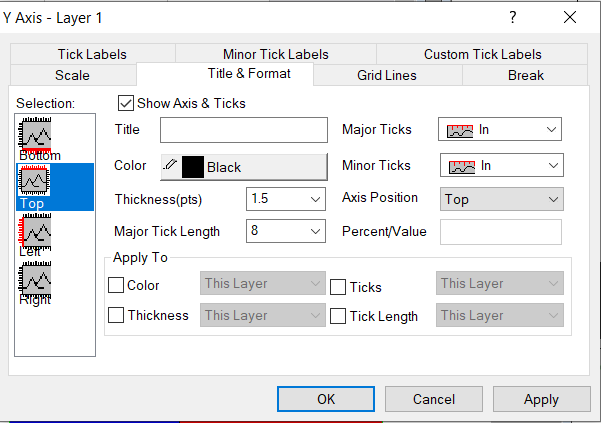 Y Axis - Layer 1
Tick Labels Minor Tick Labels Custom Tick Labels
Scale Title & Format Grid Lines Break
Selection:
Bottom
Top
Left
Right
Show Axis & Ticks
Title Major Ticks In
Color Black Minor Ticks In
Thickness(pts) 1.5 Axis Position Top
Major Tick Length 8 Percent/Value
Apply To
Color This Layer Ticks This Layer
Thickness This Layer Tick Length This Layer
OK Cancel Apply